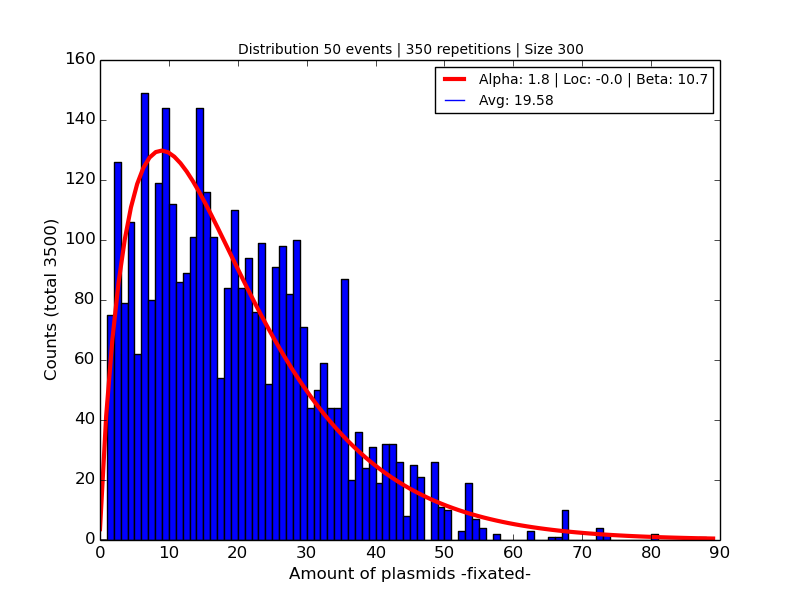 Distribution 50 events | 350 repetitions | Size 300
Alpha: 1.8 | Loc: -0.0 | Beta: 10.7
Avg: 19.58
160
140
120
100
80
60
40
20
0
Counts (total 3500)
0 10 20 30 40 50 60 70 80 90
Amount of plasmids -fixated-